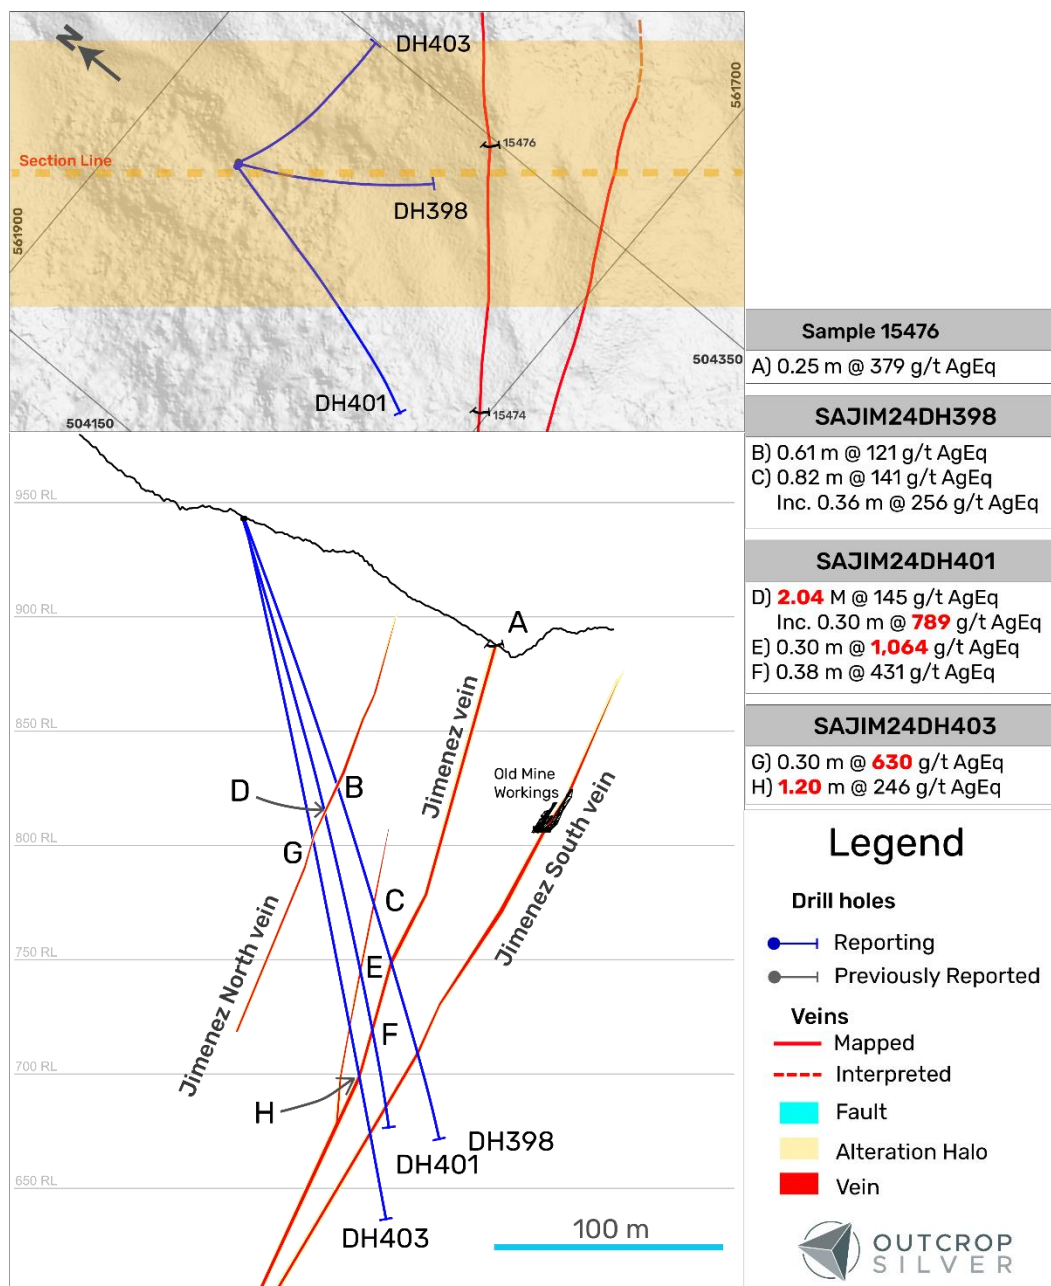 N
DH403
561700
15476
Section Line
DH398
561900
504350
DH401
15474
504150
Sample 15476
A) 0.25 m @ 379 g/t AgEq
SAJIM24DH398
B) 0.61 m @ 121 g/t AgEq
C) 0.82 m @ 141 g/t AgEq
Inc. 0.36 m @ 256 g/t AgEq
SAJIM24DH401
D) 2.04 M @ 145 g/t AgEq
Inc. 0.30 m @ 789 g/t AgEq
E) 0.30 m @ 1,064 g/t AgEq
F) 0.38 m @ 431 g/t AgEq
SAJIM24DH403
G) 0.30 m @ 630 g/t AgEq
H) 1.20 m @ 246 g/t AgEq
950 RL
900 RL
A
850 RL
Jimenez vein
Old Mine
Workings
D
B
800 RL
G
Jimenez South vein
C
Jimenez North vein
750 RL
E
F
700 RL
H
DH398
DH401
650 RL
DH403
100 m
Legend
Drill holes
Reporting
Previously Reported
Veins
Mapped
Interpreted
Fault
Alteration Halo
Vein
OUTCROP
SILVER